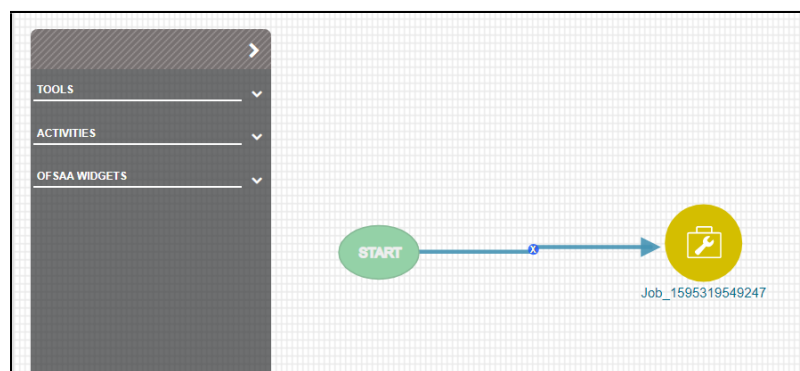 TOOLS
ACTIVITIES
OFSAA WIDGETS
START
X
Job_1595319549247